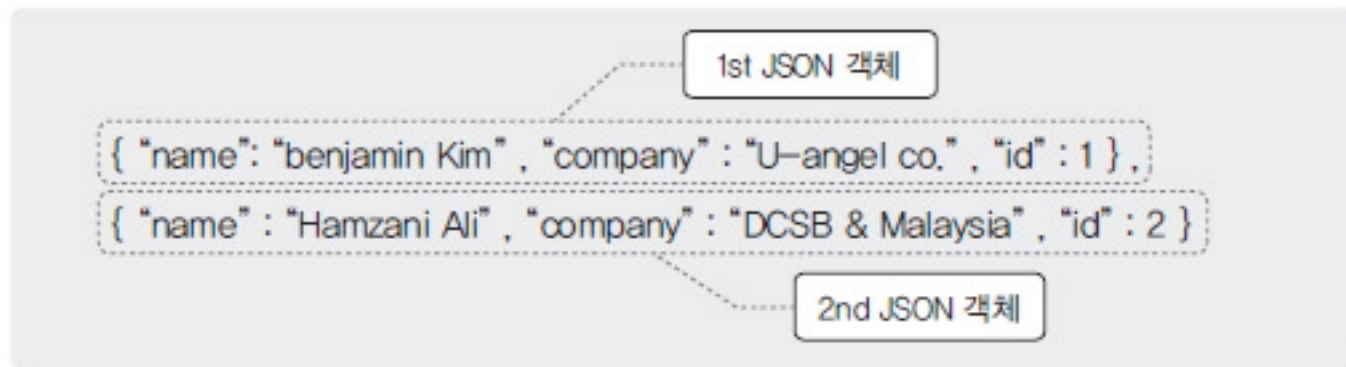 1st JSON 객체
{ “name”: “benjamin Kim” , “company” : “U-angel co.” , “id” : 1 } ,
{ “name” : “Hamzani Ali” , “company” : “DCSB & Malaysia” , “id” : 2 }
2nd JSON 객체